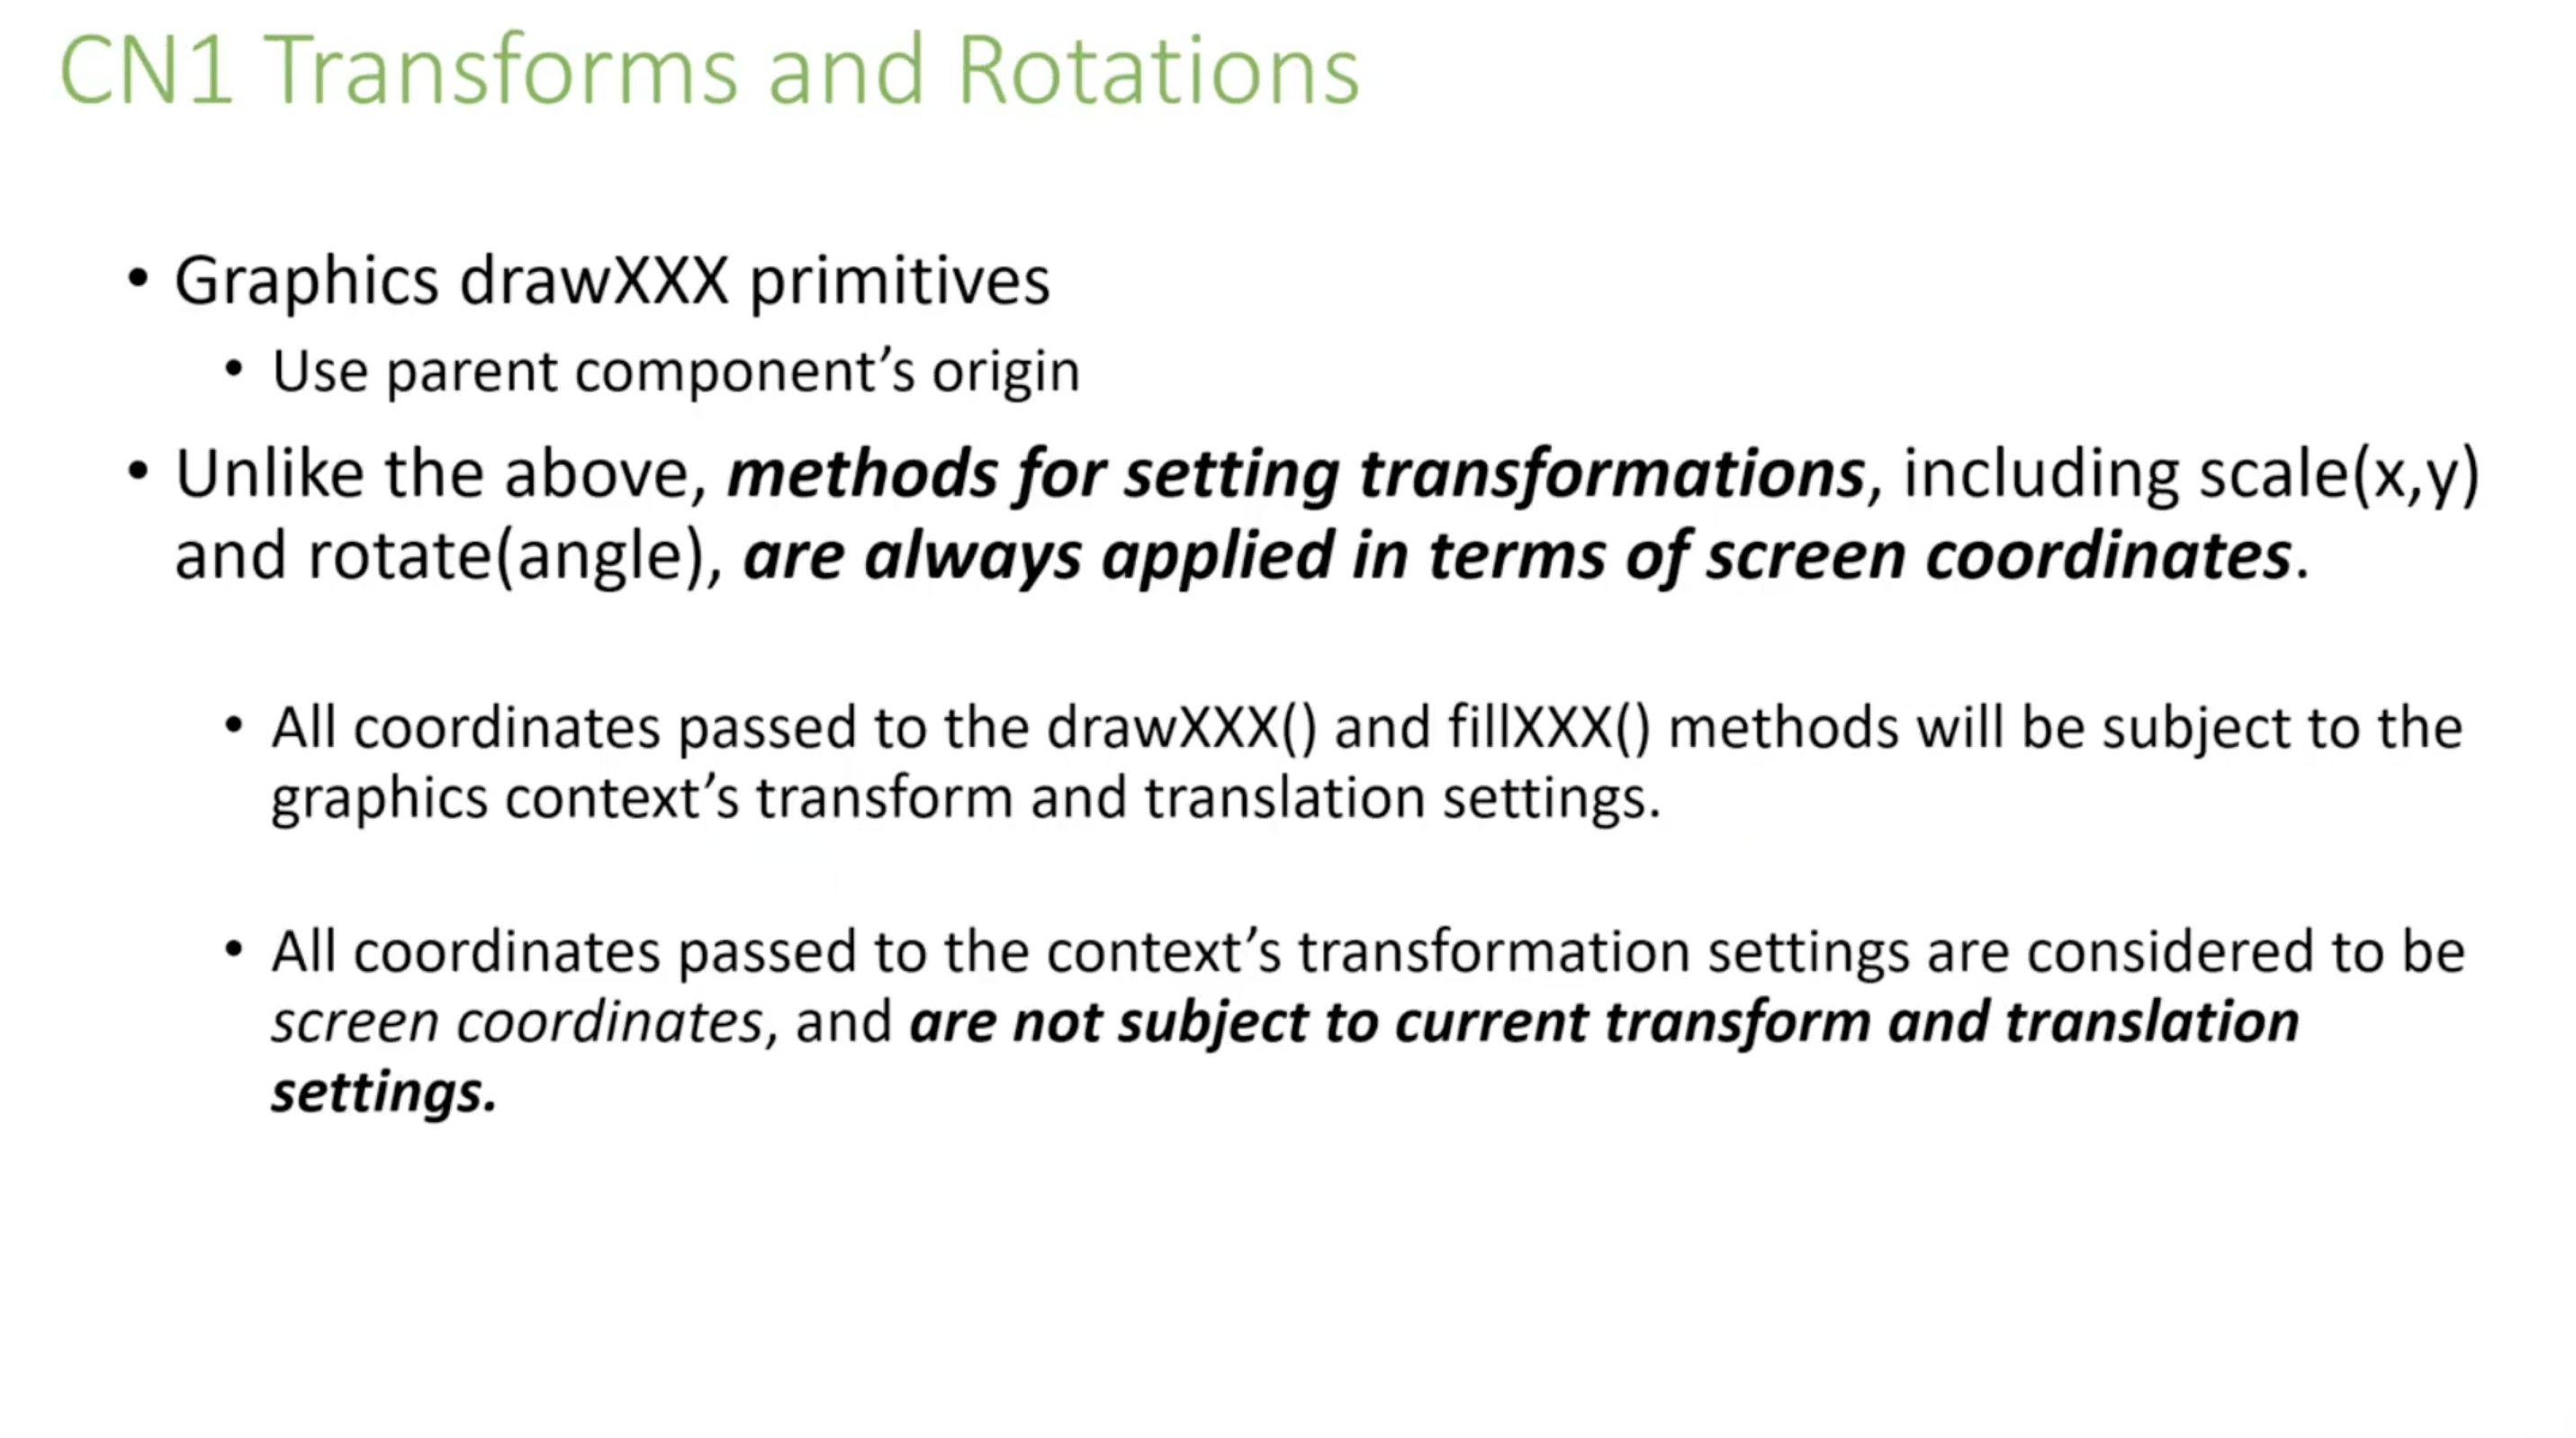 CN1 Transforms and Rotations
• Graphics drawXXX primitives
• Use parent component’s origin
• Unlike the above, methods for setting transformations, including scale(x,y)
and rotate(angle), are always applied in terms of screen coordinates.
• All coordinates passed to the drawXXX() and fillXXX() methods will be subject to the
graphics context’s transform and translation settings.
• All coordinates passed to the context’s transformation settings are considered to be
screen coordinates, and are not subject to current transform and translation
settings.